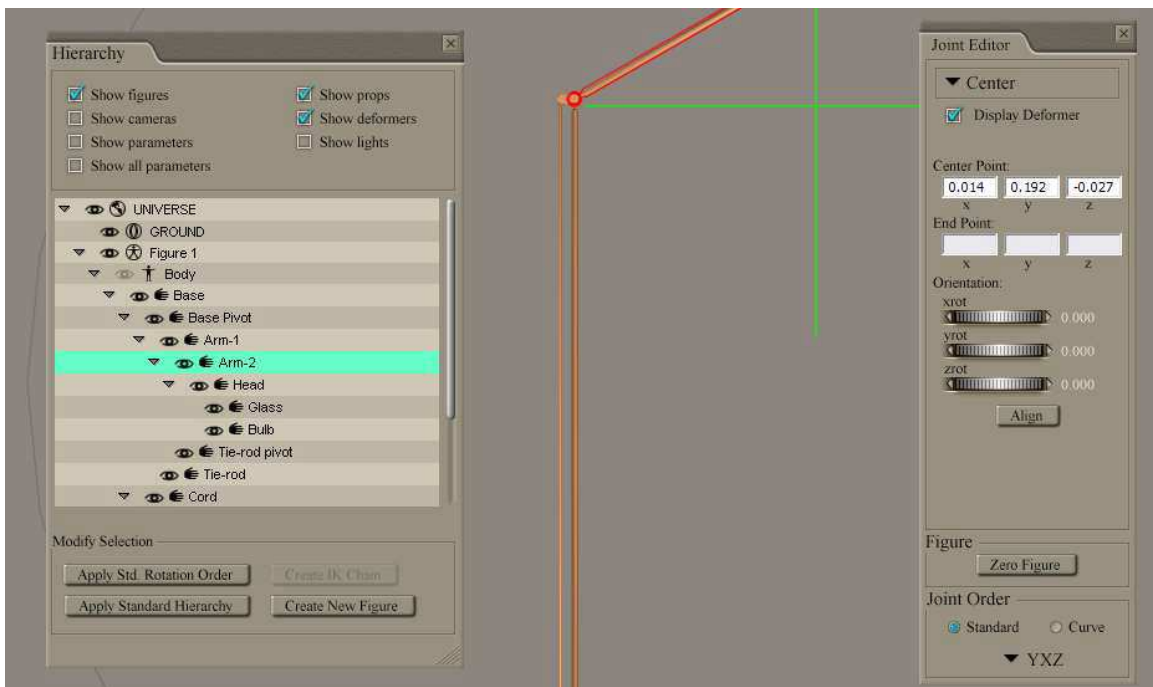 Hierarchy
Show figures
Show props
Show cameras
Show deformers
Show parameters
Show lights
Show all parameters
UNIVERSE
GROUND
Figure 1
Body
Base
Base Pivot
Arm-1
Arm-2
Head
Glass
Bulb
Tie-rod pivot
Tie-rod
Cord
Modify Selection
Apply Std. Rotation Order
Create IK Chain
Apply Standard Hierarchy
Create New Figure
Joint Editor
Center
Display Deformer
Center Point:
0.014 0.192 -0.027
x y z
End Point:
x y z
Orientation:
xrot
0.000
yrot
0.000
zrot
0.000
Align
Figure
Zero Figure
Joint Order
Standard Curve
YXZ